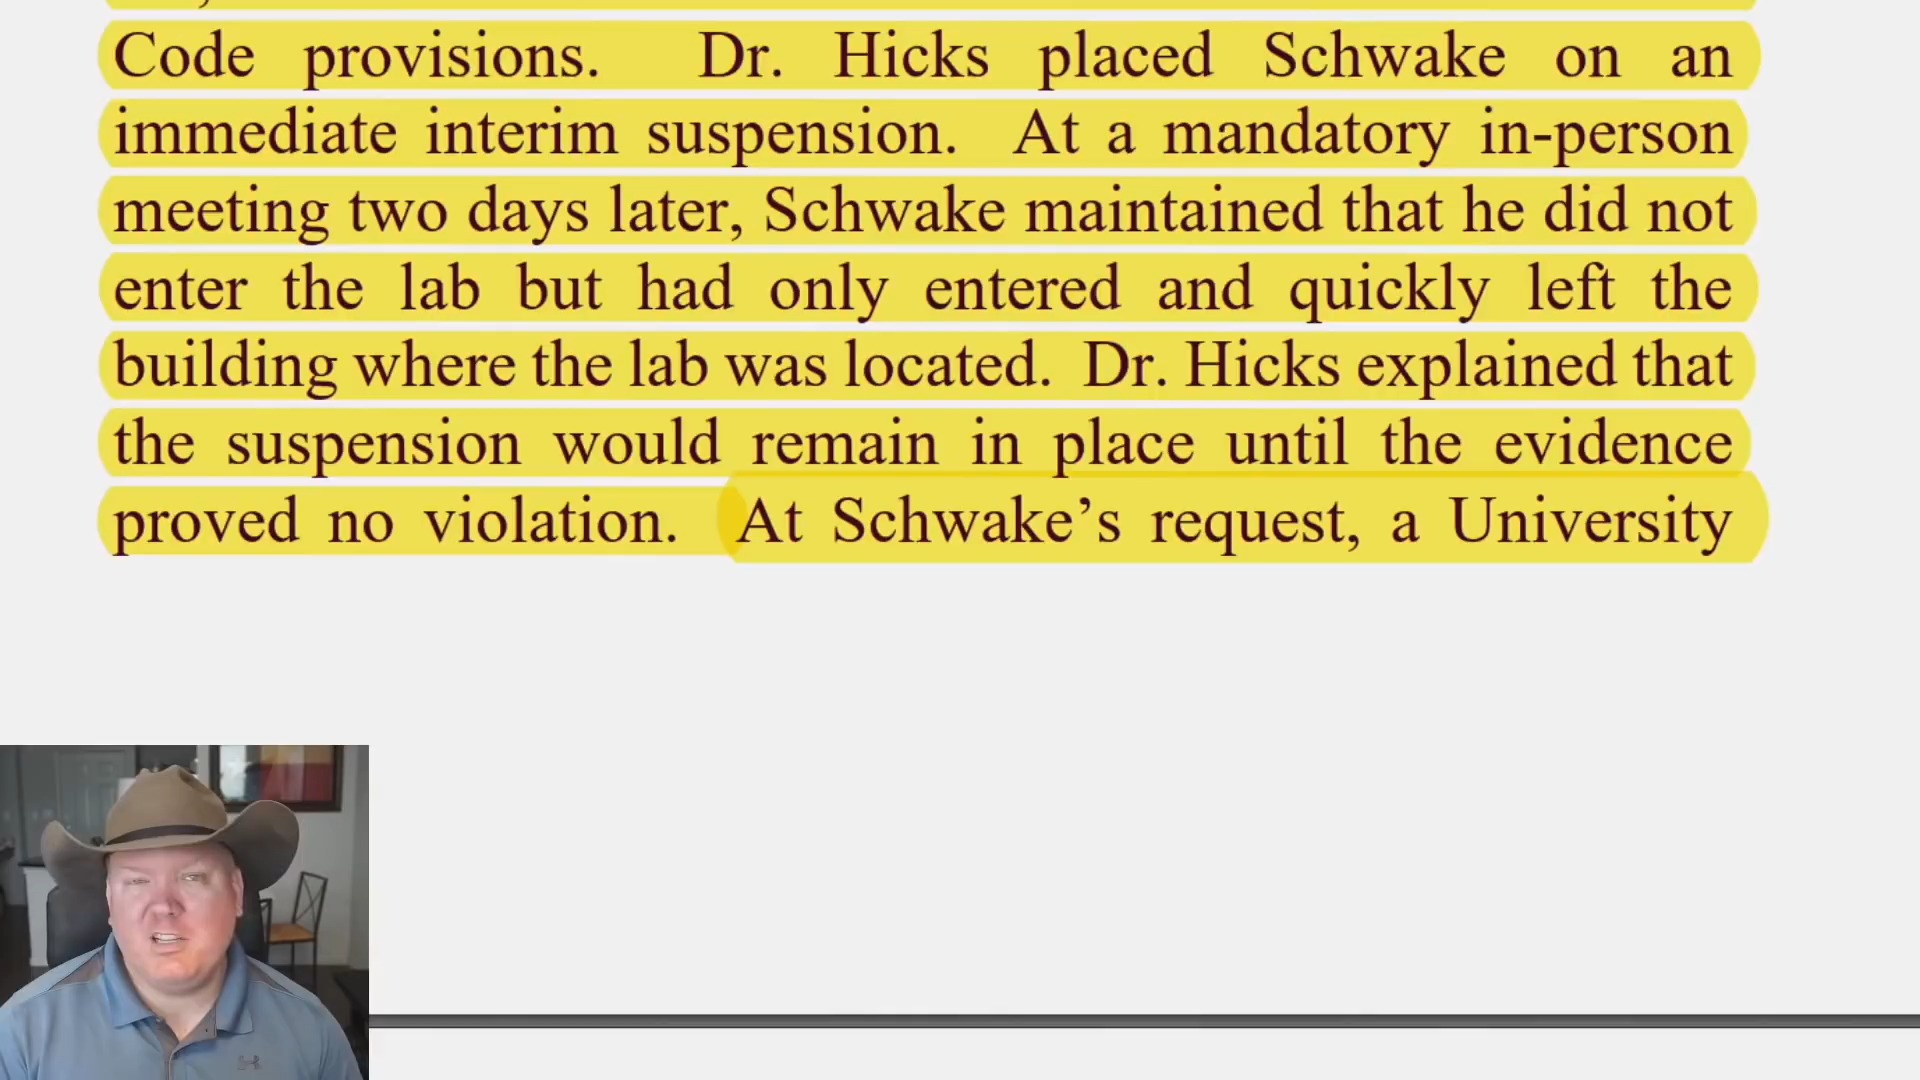 Code provisions. Dr. Hicks placed Schwake on an
immediate interim suspension. At a mandatory in-person
meeting two days later, Schwake maintained that he did not
enter the lab but had only entered and quickly left the
building where the lab was located. Dr. Hicks explained that
the suspension would remain in place until the evidence
proved no violation. At Schwake’s request, a University